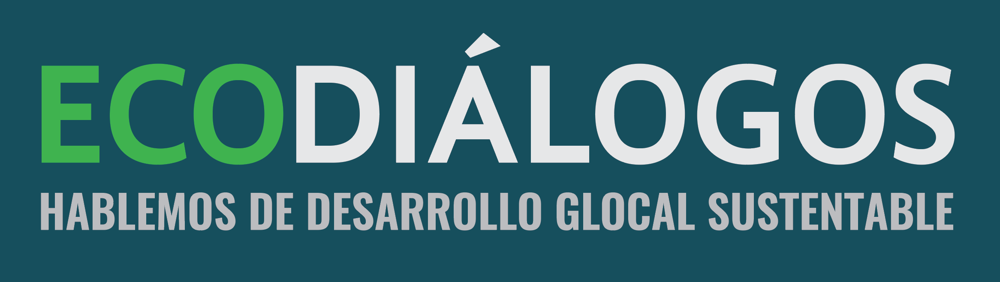 ECODIÁLOGOS
HABLEMOS DE DESARROLLO GLOCAL SUSTENTABLE